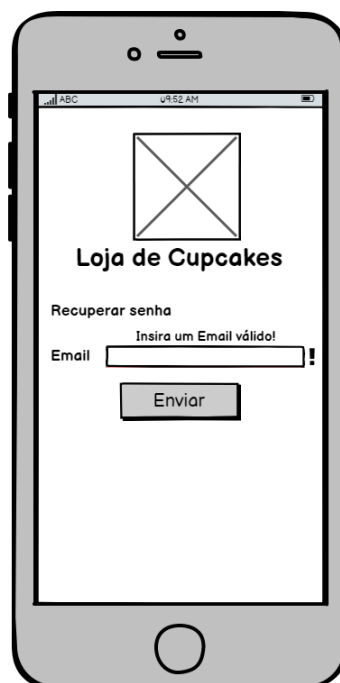 ABC 09:52 AM
Loja de Cupcakes
Recuperar senha
Insira um Email válido!
Email !
Enviar